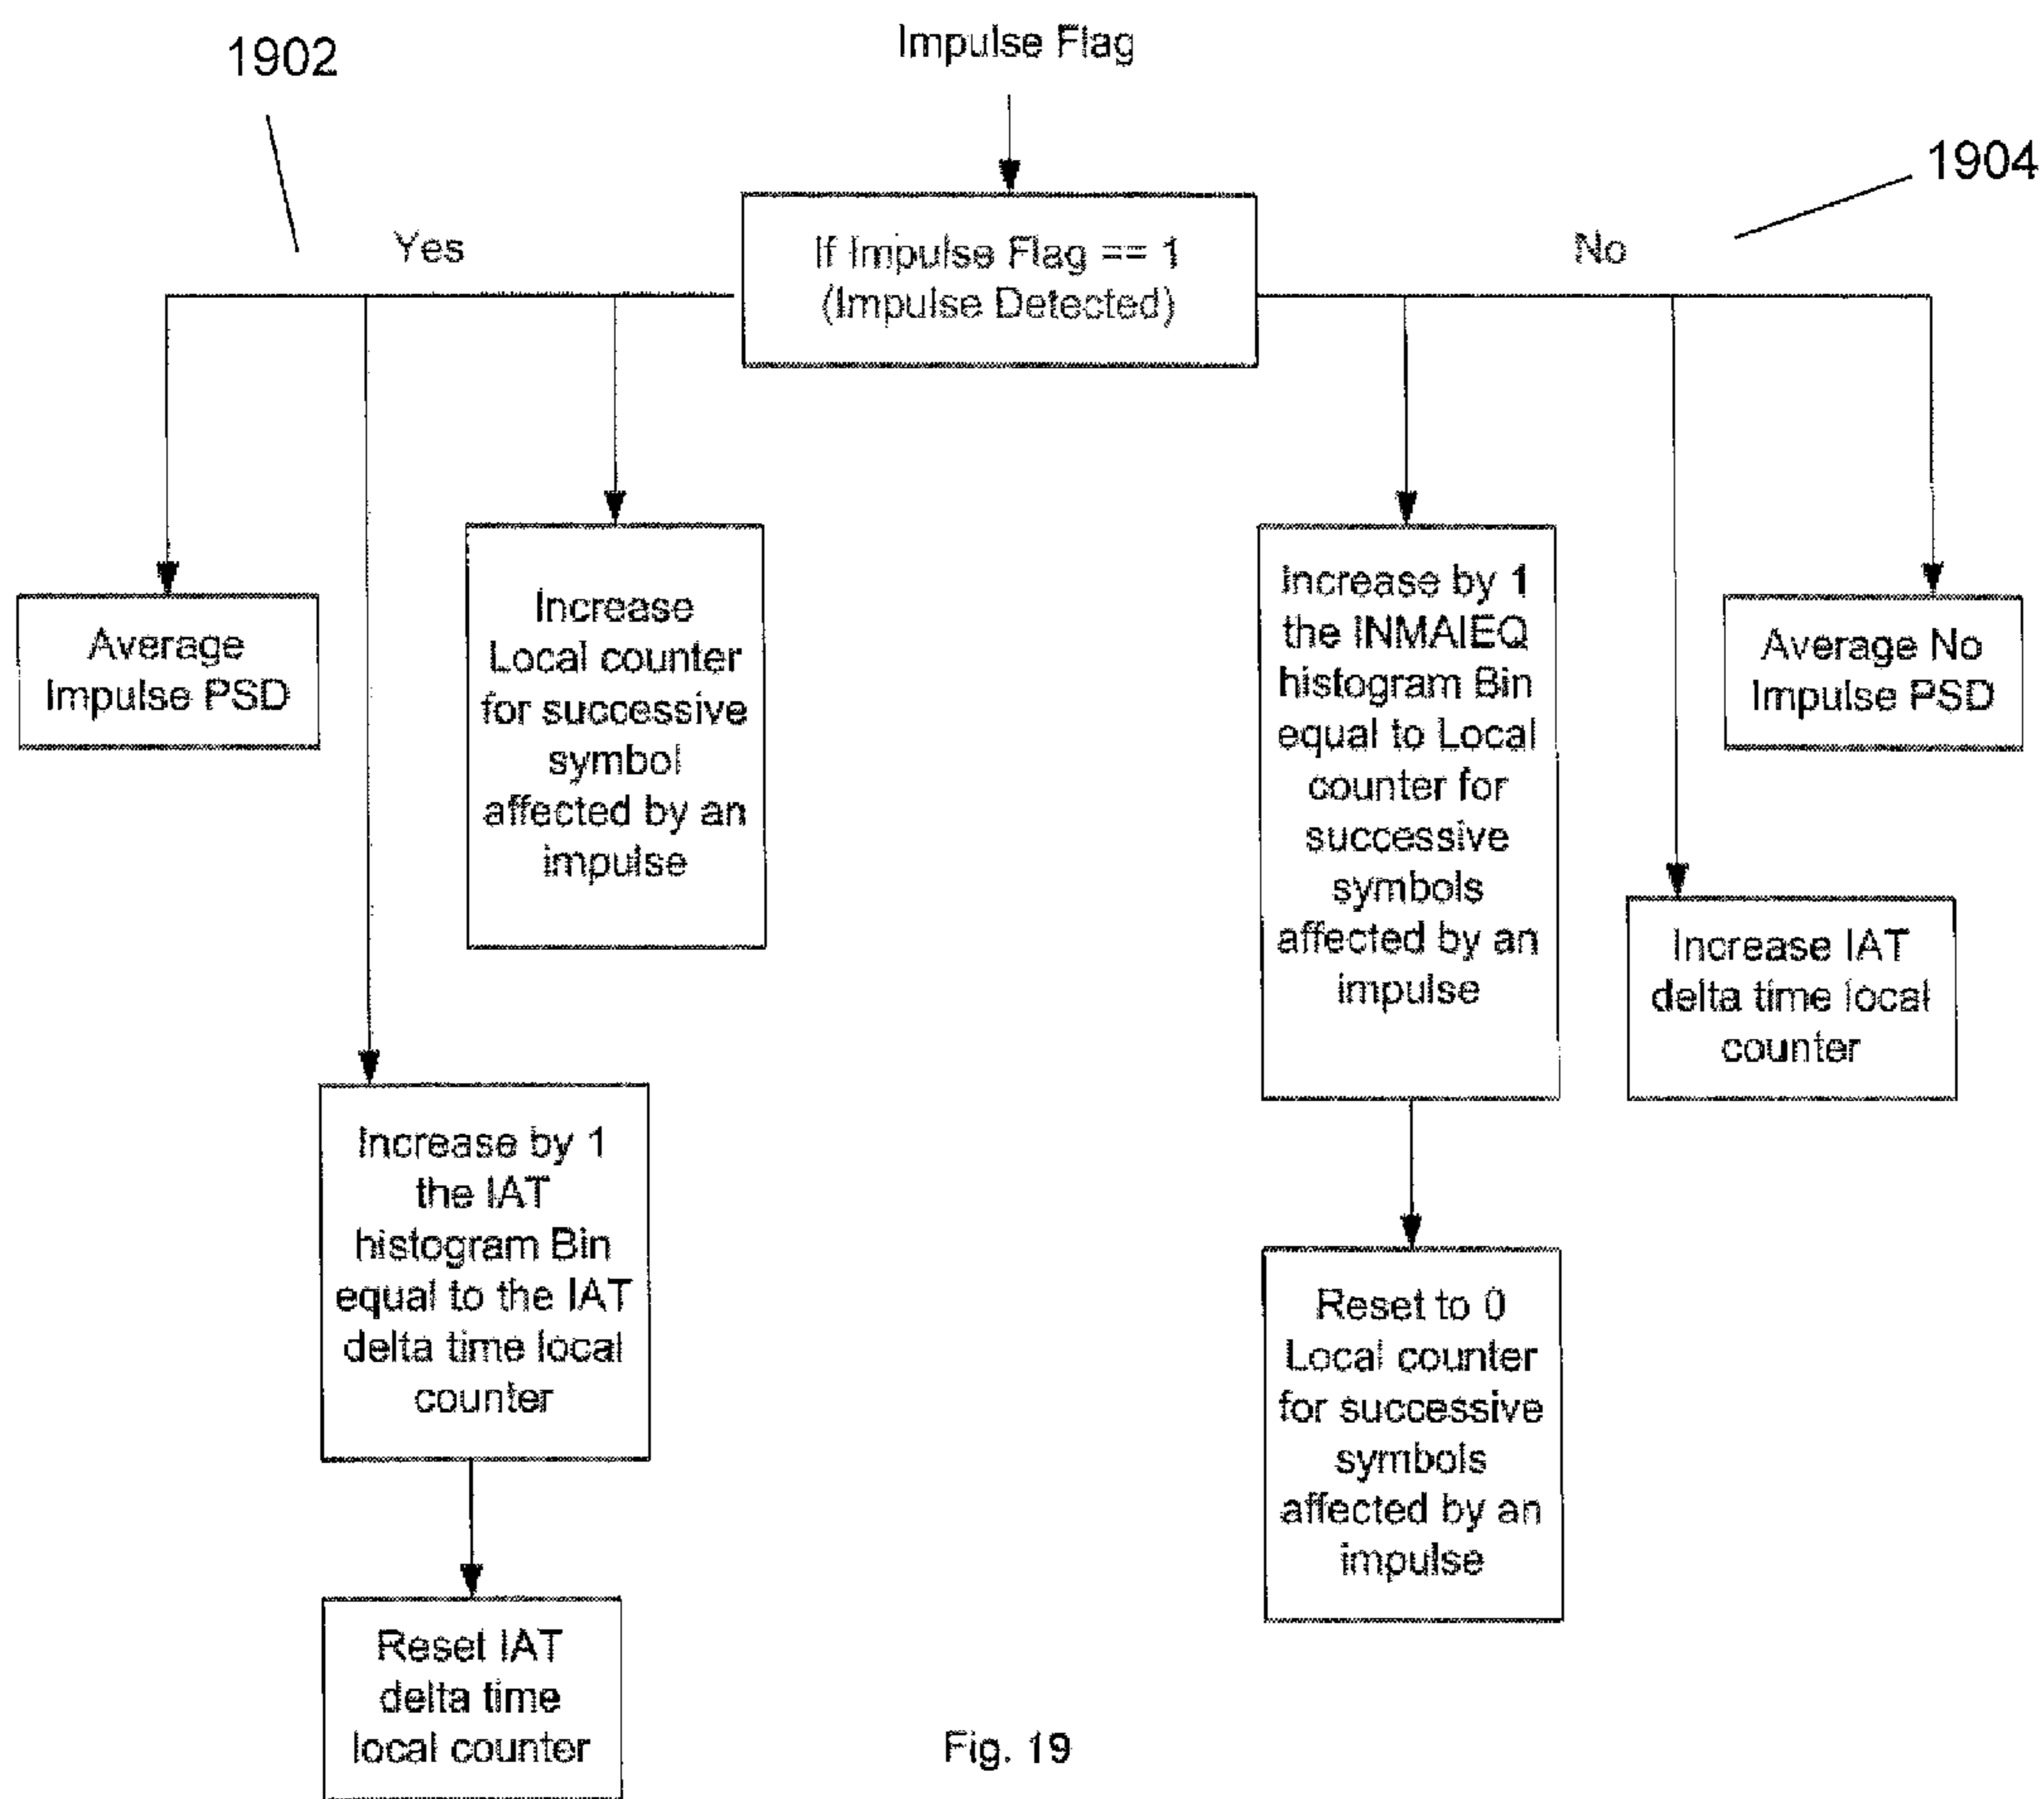 1902
Impulse Flag
1904
Yes
If Impulse Flag == 1
(Impulse Detected)
No
Average
Impulse PSD
Increase
Local counter
for successive
symbol
affected by an
impulse
Increase by 1
the INMAIEQ
histogram Bin
equal to Local
counter for
successive
symbols
affected by an
impulse
Average No
Impulse PSD
Increase IAT
delta time local
counter
Increase by 1
the IAT
histogram Bin
equal to the IAT
delta time local
counter
Reset to 0
Local counter
for successive
symbols
affected by an
impulse
Reset IAT
delta time
local counter
Fig. 19